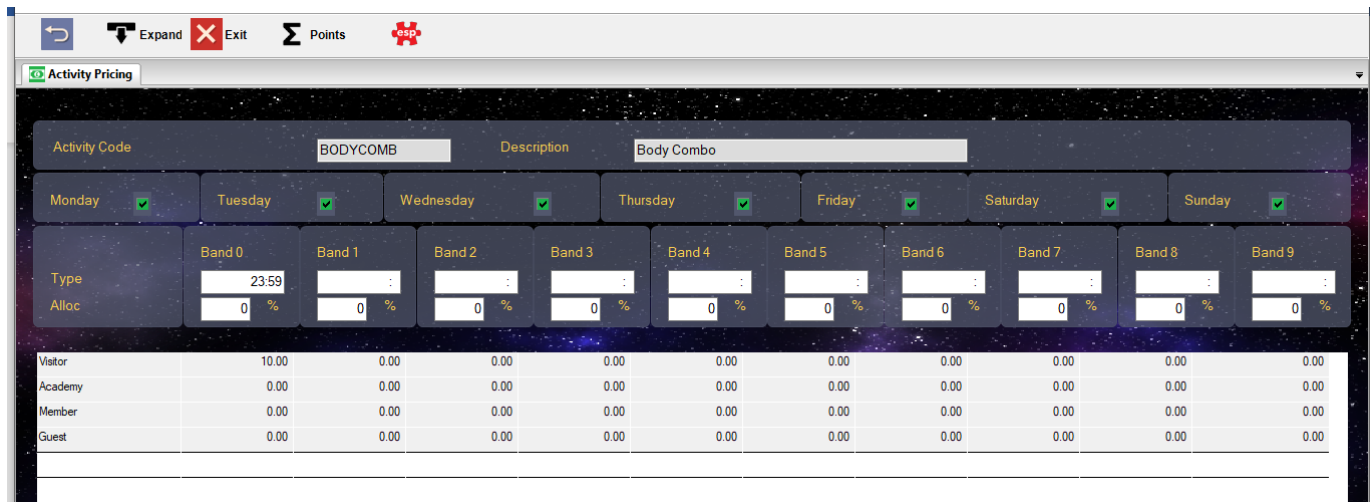 Expand Exit Points esp
Activity Pricing
Activity Code BODYCOMB Description Body Combo
Monday Tuesday Wednesday Thursday Friday Saturday Sunday
Band 0 Band 1 Band 2 Band 3 Band 4 Band 5 Band 6 Band 7 Band 8 Band 9
Type 23:59 : : : : : : : : :
Alloc 0 % 0 % 0 % 0 % 0 % 0 % 0 % 0 % 0 % 0 %
Visitor 10.00 0.00 0.00 0.00 0.00 0.00 0.00 0.00 0.00 0.00
Academy 0.00 0.00 0.00 0.00 0.00 0.00 0.00 0.00 0.00 0.00
Member 0.00 0.00 0.00 0.00 0.00 0.00 0.00 0.00 0.00 0.00
Guest 0.00 0.00 0.00 0.00 0.00 0.00 0.00 0.00 0.00 0.00